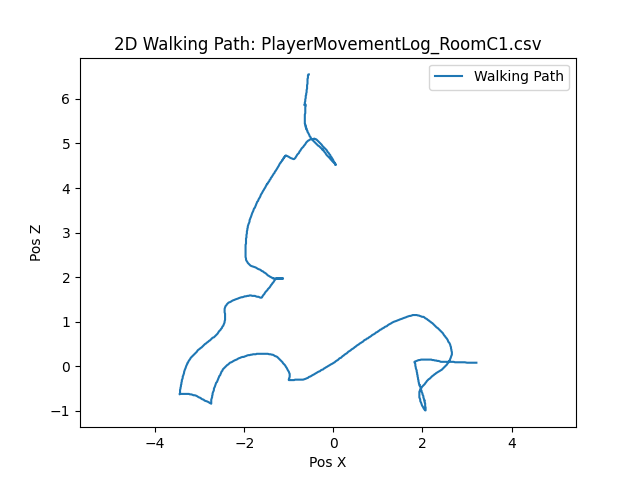 2D Walking Path: PlayerMovementLog_RoomC1.csv
Walking Path
6
5
4
3
2
1
0
−1
Pos Z
−4 −2 0 2 4
Pos X